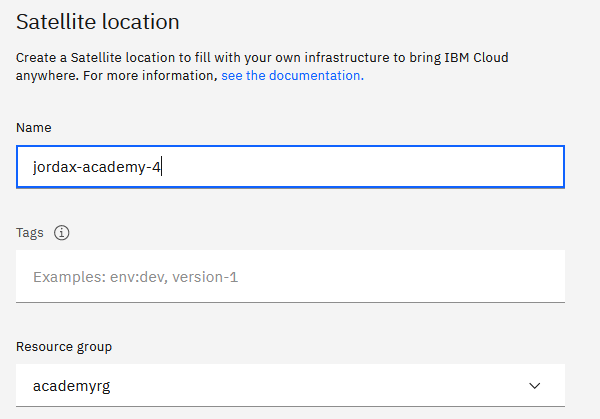 Satellite location
Create a Satellite location to fill with your own infrastructure to bring IBM Cloud
anywhere. For more information, see the documentation.
Name
jordax-academy-4
Tags
Examples: env:dev, version-1
Resource group
academyrg